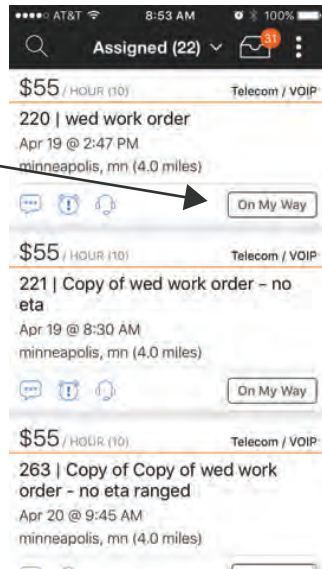 AT&T 8:53 AM 100%
Assigned (22) 31
$55 / HOUR (10) Telecom / VOIP
220 | wed work order
Apr 19 @ 2:47 PM
minneapolis, mn (4.0 miles)
On My Way
$55 / HOUR (10) Telecom / VOIP
221 | Copy of wed work order - no
eta
Apr 19 @ 8:30 AM
minneapolis, mn (4.0 miles)
On My Way
$55 / HOUR (10) Telecom / VOIP
263 | Copy of Copy of wed work
order - no eta ranged
Apr 20 @ 9:45 AM
minneapolis, mn (4.0 miles)